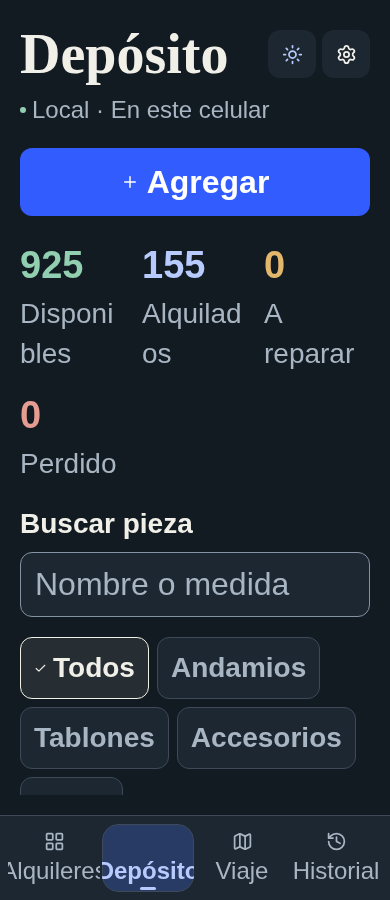 Depósito
Local · En este celular
+ Agregar
925 155 0
Disponi Alquilad A
bles os reparar
0
Perdido
Buscar pieza
Nombre o medida
Todos Andamios
Tablones Accesorios
Alquileres Depósito Viaje Historial